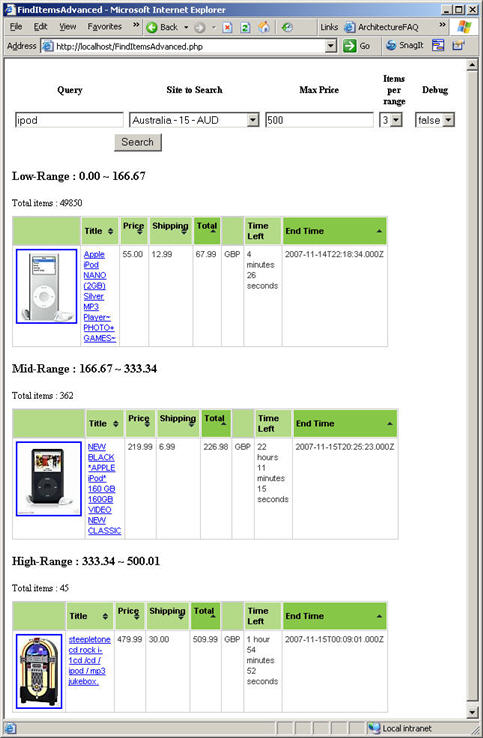 FindItemsAdvanced - Microsoft Internet Explorer
File Edit View Favorites » Back » Links ArchitectureFAQ »
Address http://localhost/FindItemsAdvanced.php Go SnagIt
Items
Query Site to Search Max Price per Debug
range
ipod Australia - 15 - AUD 500 3 false
Search
Low-Range : 0.00 ~ 166.67
Total items : 49850
Title Price Shipping Total Time End Time
Left
Apple 55.00 12.99 67.99 GBP 4 2007-11-14T22:18:34.000Z
iPod minutes
NANO 26
(2GB) seconds
Silver
MP3
Player~
PHOTO+
GAMES~
Mid-Range : 166.67 ~ 333.34
Total items : 362
Title Price Shipping Total Time End Time
Left
NEW 219.99 6.99 226.98 GBP 22 2007-11-15T20:25:23.000Z
BLACK hours
*APPLE 11
iPod* minutes
160 GB 15
160GB seconds
VIDEO
NEW
CLASSIC
High-Range : 333.34 ~ 500.01
Total items : 45
Title Price Shipping Total Time End Time
Left
steepletone 479.99 30.00 509.99 GBP 1 hour 2007-11-15T00:09:01.000Z
cd rock i- 54
1cd /cd / minutes
ipod / mp3 52
jukebox. seconds
Local intranet